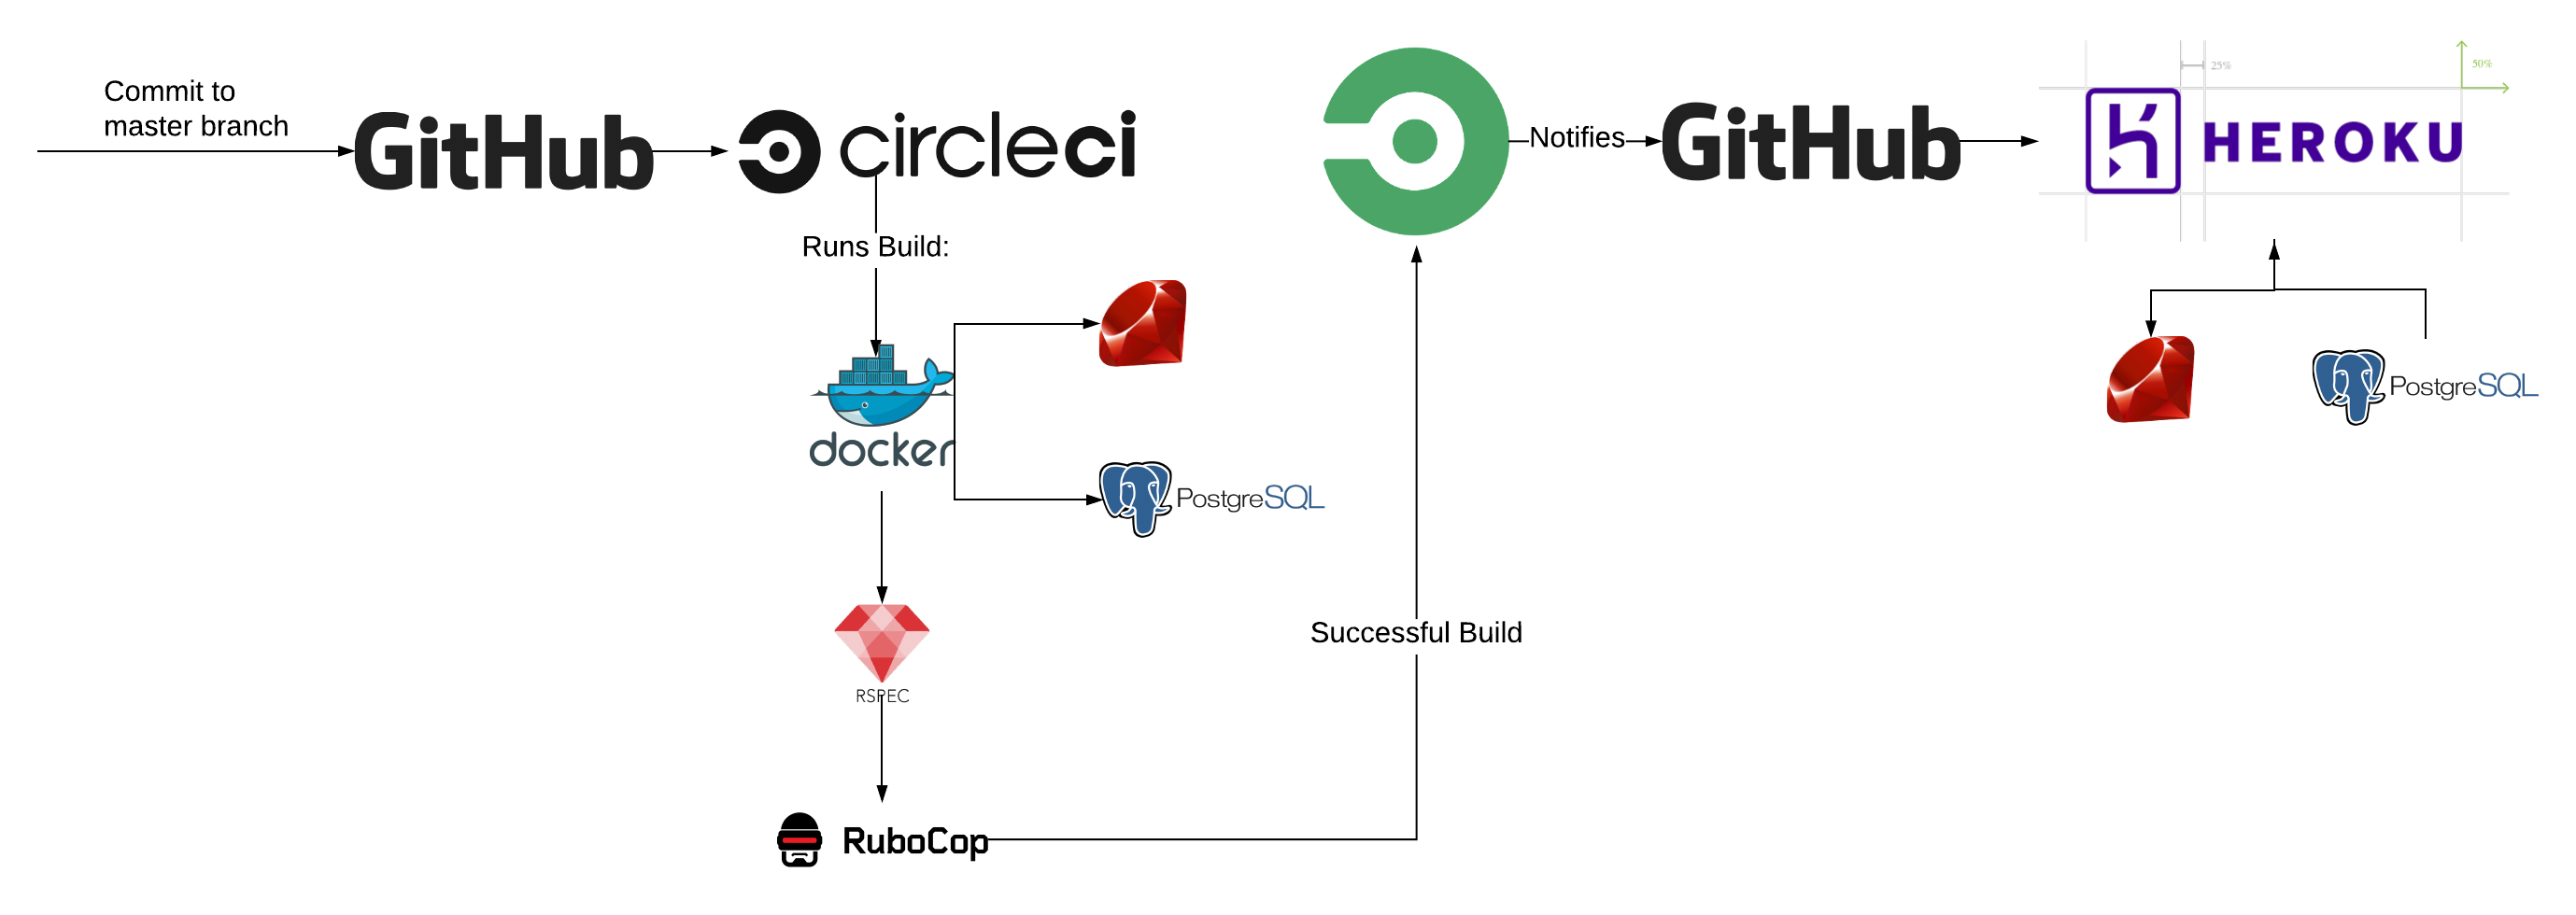 Commit to
master branch
GitHub
circleci
Notifies
GitHub
25%
50%
HEROKU
Runs Build:
docker
PostgreSQL
PostgreSQL
Successful Build
RSPEC
RuboCop